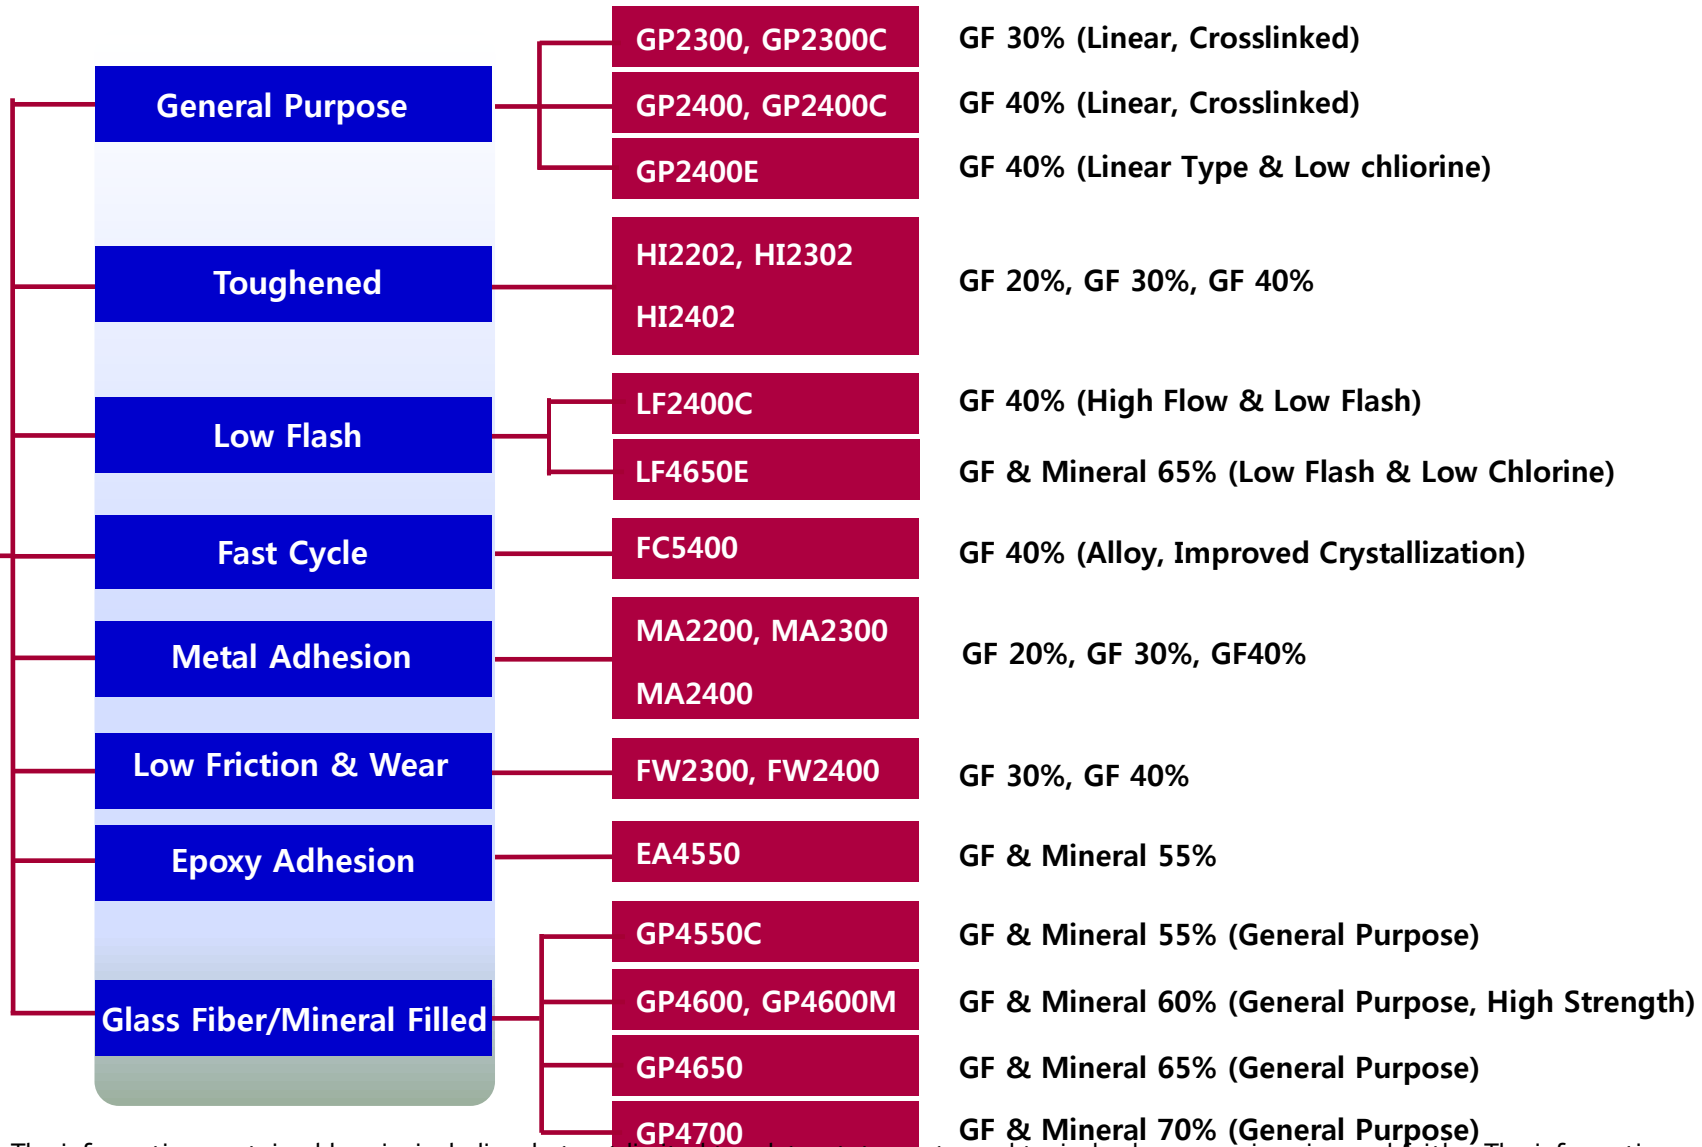 General Purpose
GP2300, GP2300C GF 30% (Linear, Crosslinked)
GP2400, GP2400C GF 40% (Linear, Crosslinked)
GP2400E GF 40% (Linear Type & Low chliorine)
Toughened
HI2202, HI2302
HI2402
GF 20%, GF 30%, GF 40%
Low Flash
LF2400C GF 40% (High Flow & Low Flash)
LF4650E GF & Mineral 65% (Low Flash & Low Chlorine)
Fast Cycle
FC5400 GF 40% (Alloy, Improved Crystallization)
Metal Adhesion
MA2200, MA2300
MA2400
GF 20%, GF 30%, GF40%
Low Friction & Wear
FW2300, FW2400 GF 30%, GF 40%
Epoxy Adhesion
EA4550 GF & Mineral 55%
Glass Fiber/Mineral Filled
GP4550C GF & Mineral 55% (General Purpose)
GP4600, GP4600M GF & Mineral 60% (General Purpose, High Strength)
GP4650 GF & Mineral 65% (General Purpose)
GP4700 GF & Mineral 70% (General Purpose)